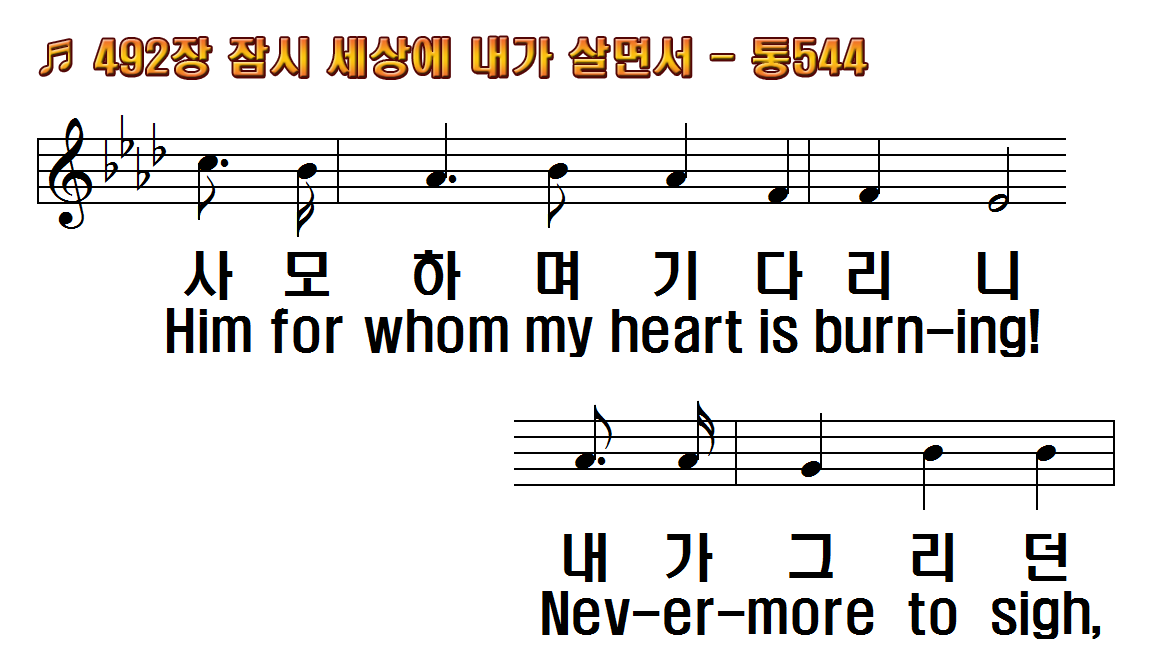 492장 잠시 세상에 내가 살면서 - 통544
사 모 하 며 기 다 리 니
Him for whom my heart is burn-ing!
내 가 그 리 던
Nev-er-more to sigh,